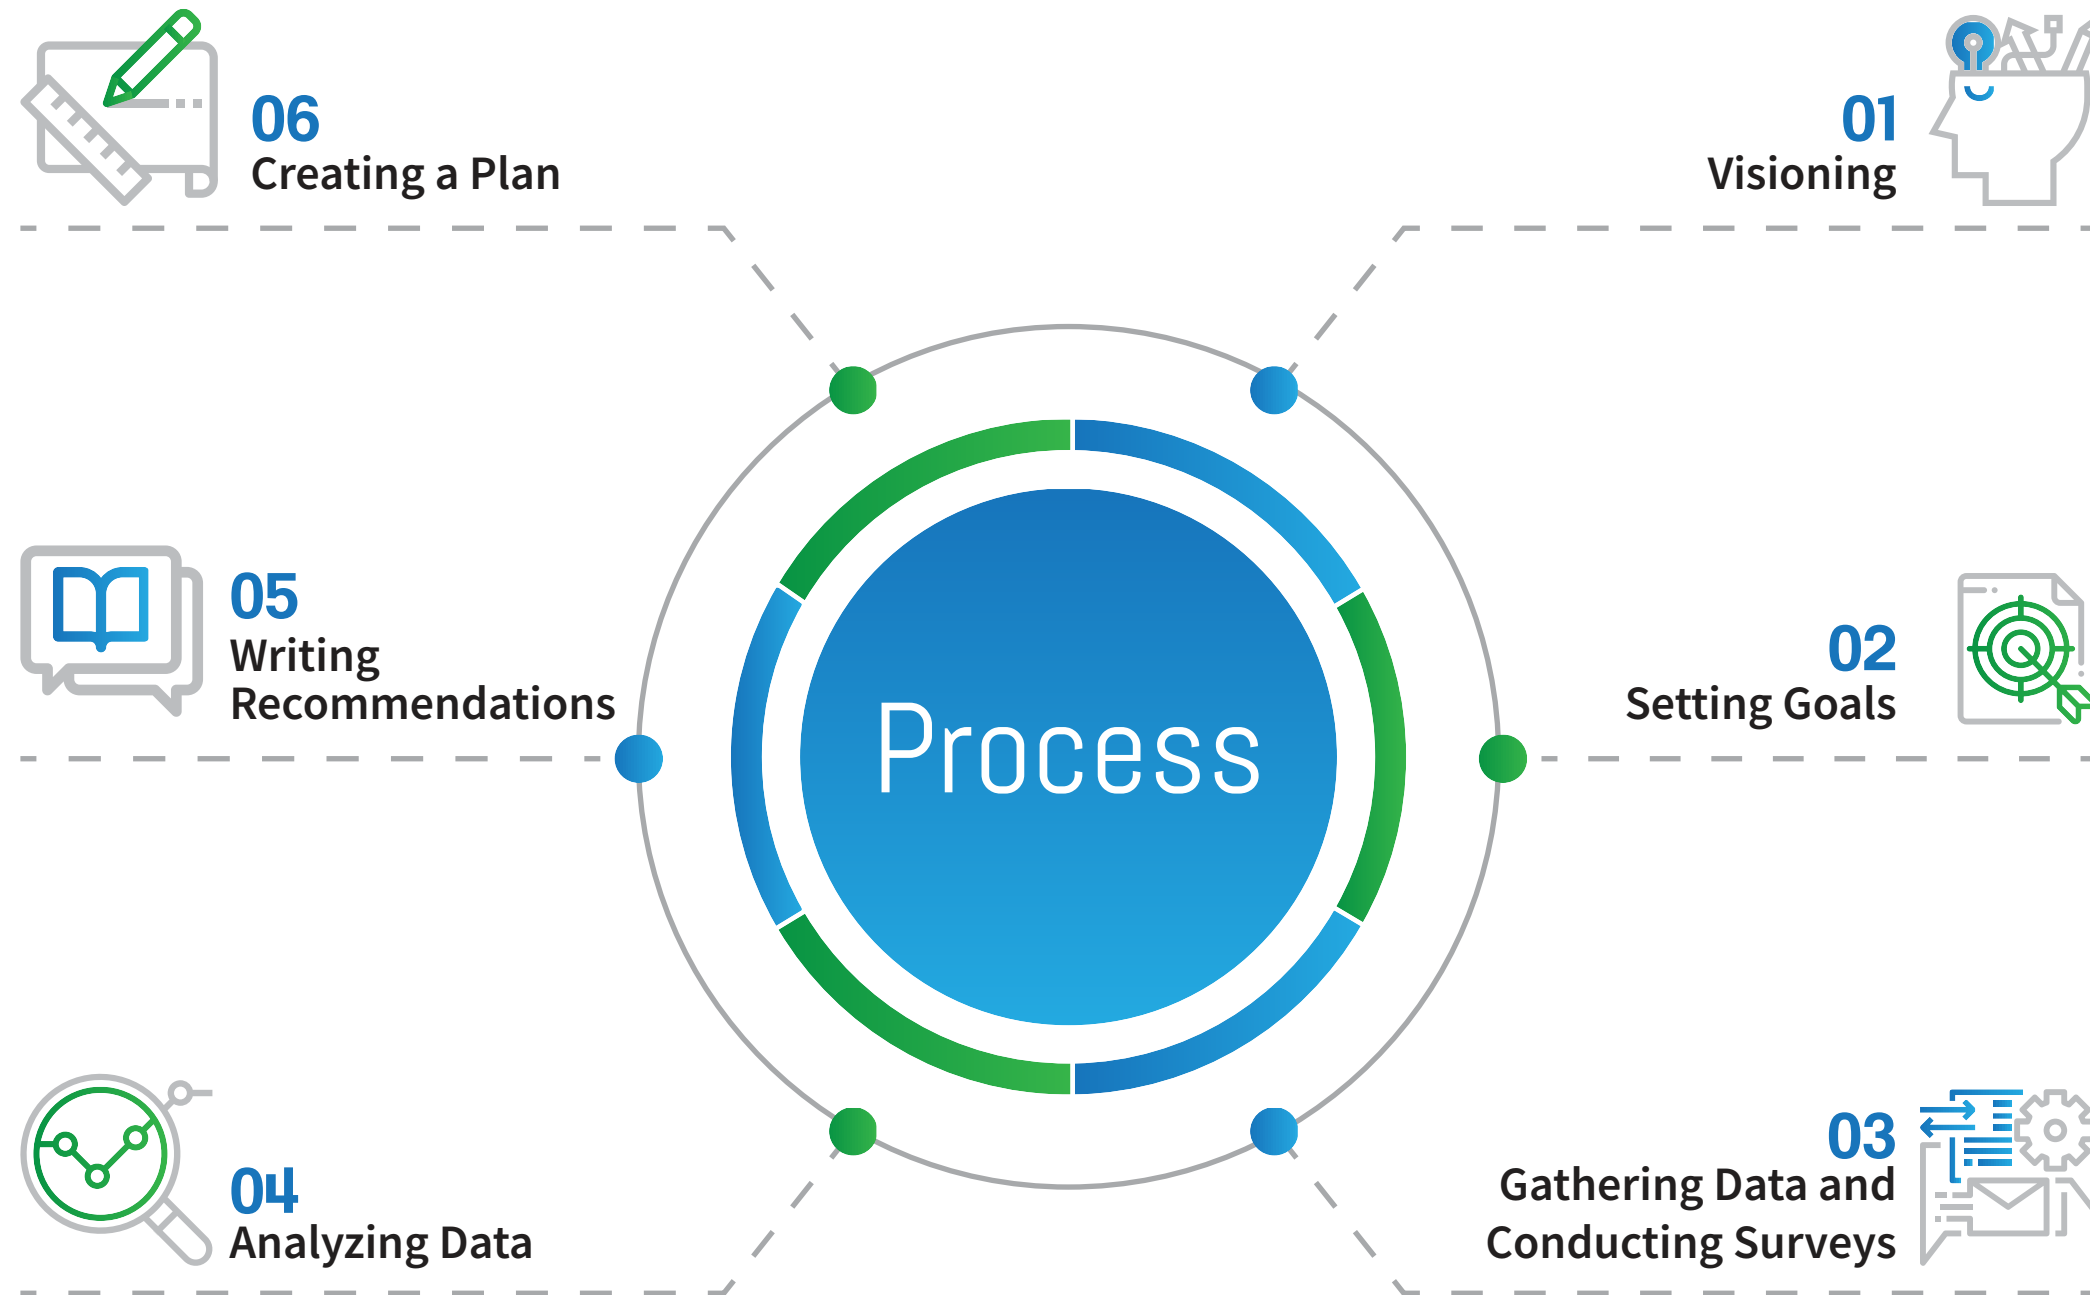 06
Creating a Plan
01
Visioning
05
Writing
Recommendations
02
Setting Goals
Process
04
Analyzing Data
03
Gathering Data and
Conducting Surveys